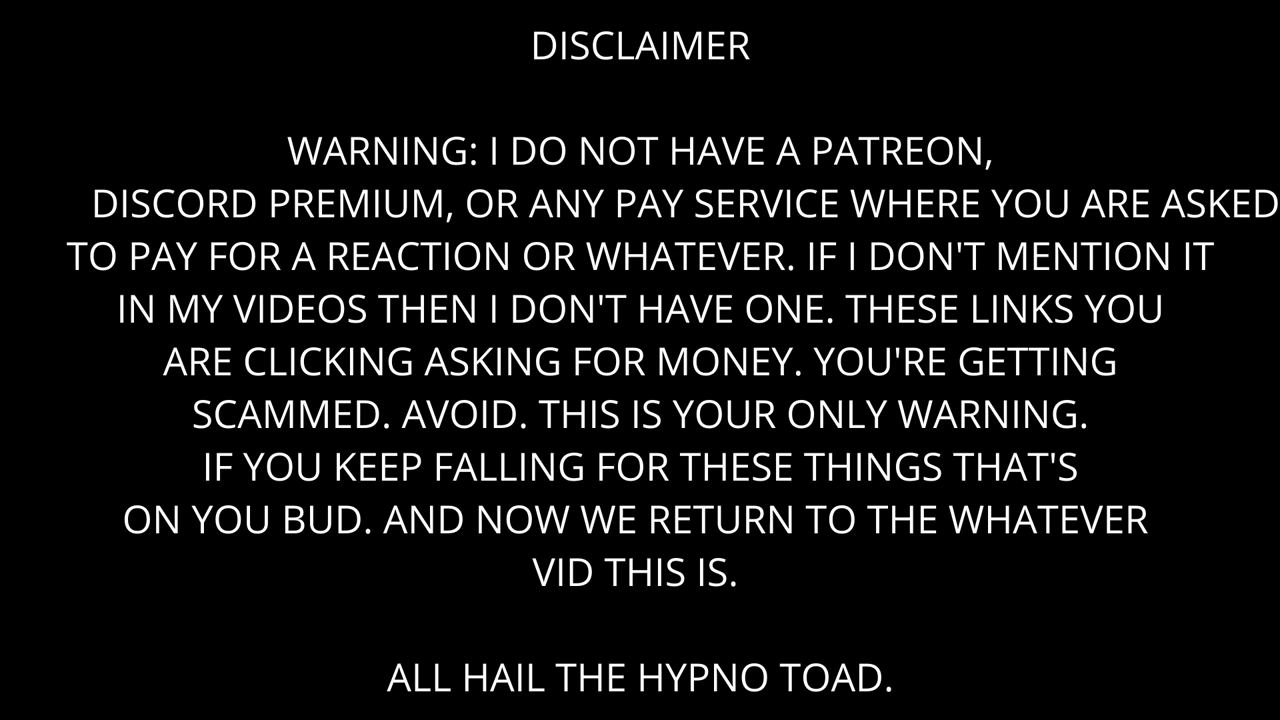 DISCLAIMER
WARNING: I DO NOT HAVE A PATREON,
DISCORD PREMIUM, OR ANY PAY SERVICE WHERE YOU ARE ASKED
TO PAY FOR A REACTION OR WHATEVER. IF I DON'T MENTION IT
IN MY VIDEOS THEN I DON'T HAVE ONE. THESE LINKS YOU
ARE CLICKING ASKING FOR MONEY. YOU'RE GETTING
SCAMMED. AVOID. THIS IS YOUR ONLY WARNING.
IF YOU KEEP FALLING FOR THESE THINGS THAT'S
ON YOU BUD. AND NOW WE RETURN TO THE WHATEVER
VID THIS IS.
ALL HAIL THE HYPNO TOAD.